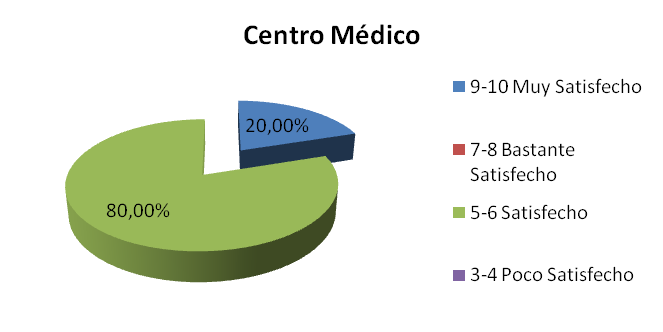 Centro Médico
20,00%
80,00%
9-10 Muy Satisfecho
7-8 Bastante
Satisfecho
5-6 Satisfecho
3-4 Poco Satisfecho